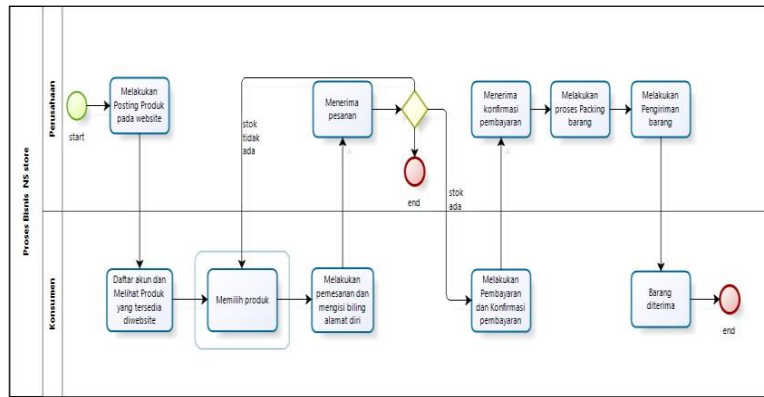 Proses Bisnis NS store
Perusahaan
start
Melakukan
Posting Produk
pada website
stok
tidak
ada
Menerima
pesanan
end
stok
ada
Menerima
konfirmasi
pembayaran
Melakukan
proses Packing
barang
Melakukan
Pengiriman
barang
Konsumen
Daftar akun dan
Melihat Produk
yang tersedia
diwebsite
Memilih produk
Melakukan
pemesanan dan
mengisi biling
alamat diri
Melakukan
Pembayaran
dan Konfirmasi
pembayaran
Barang
diterima
end